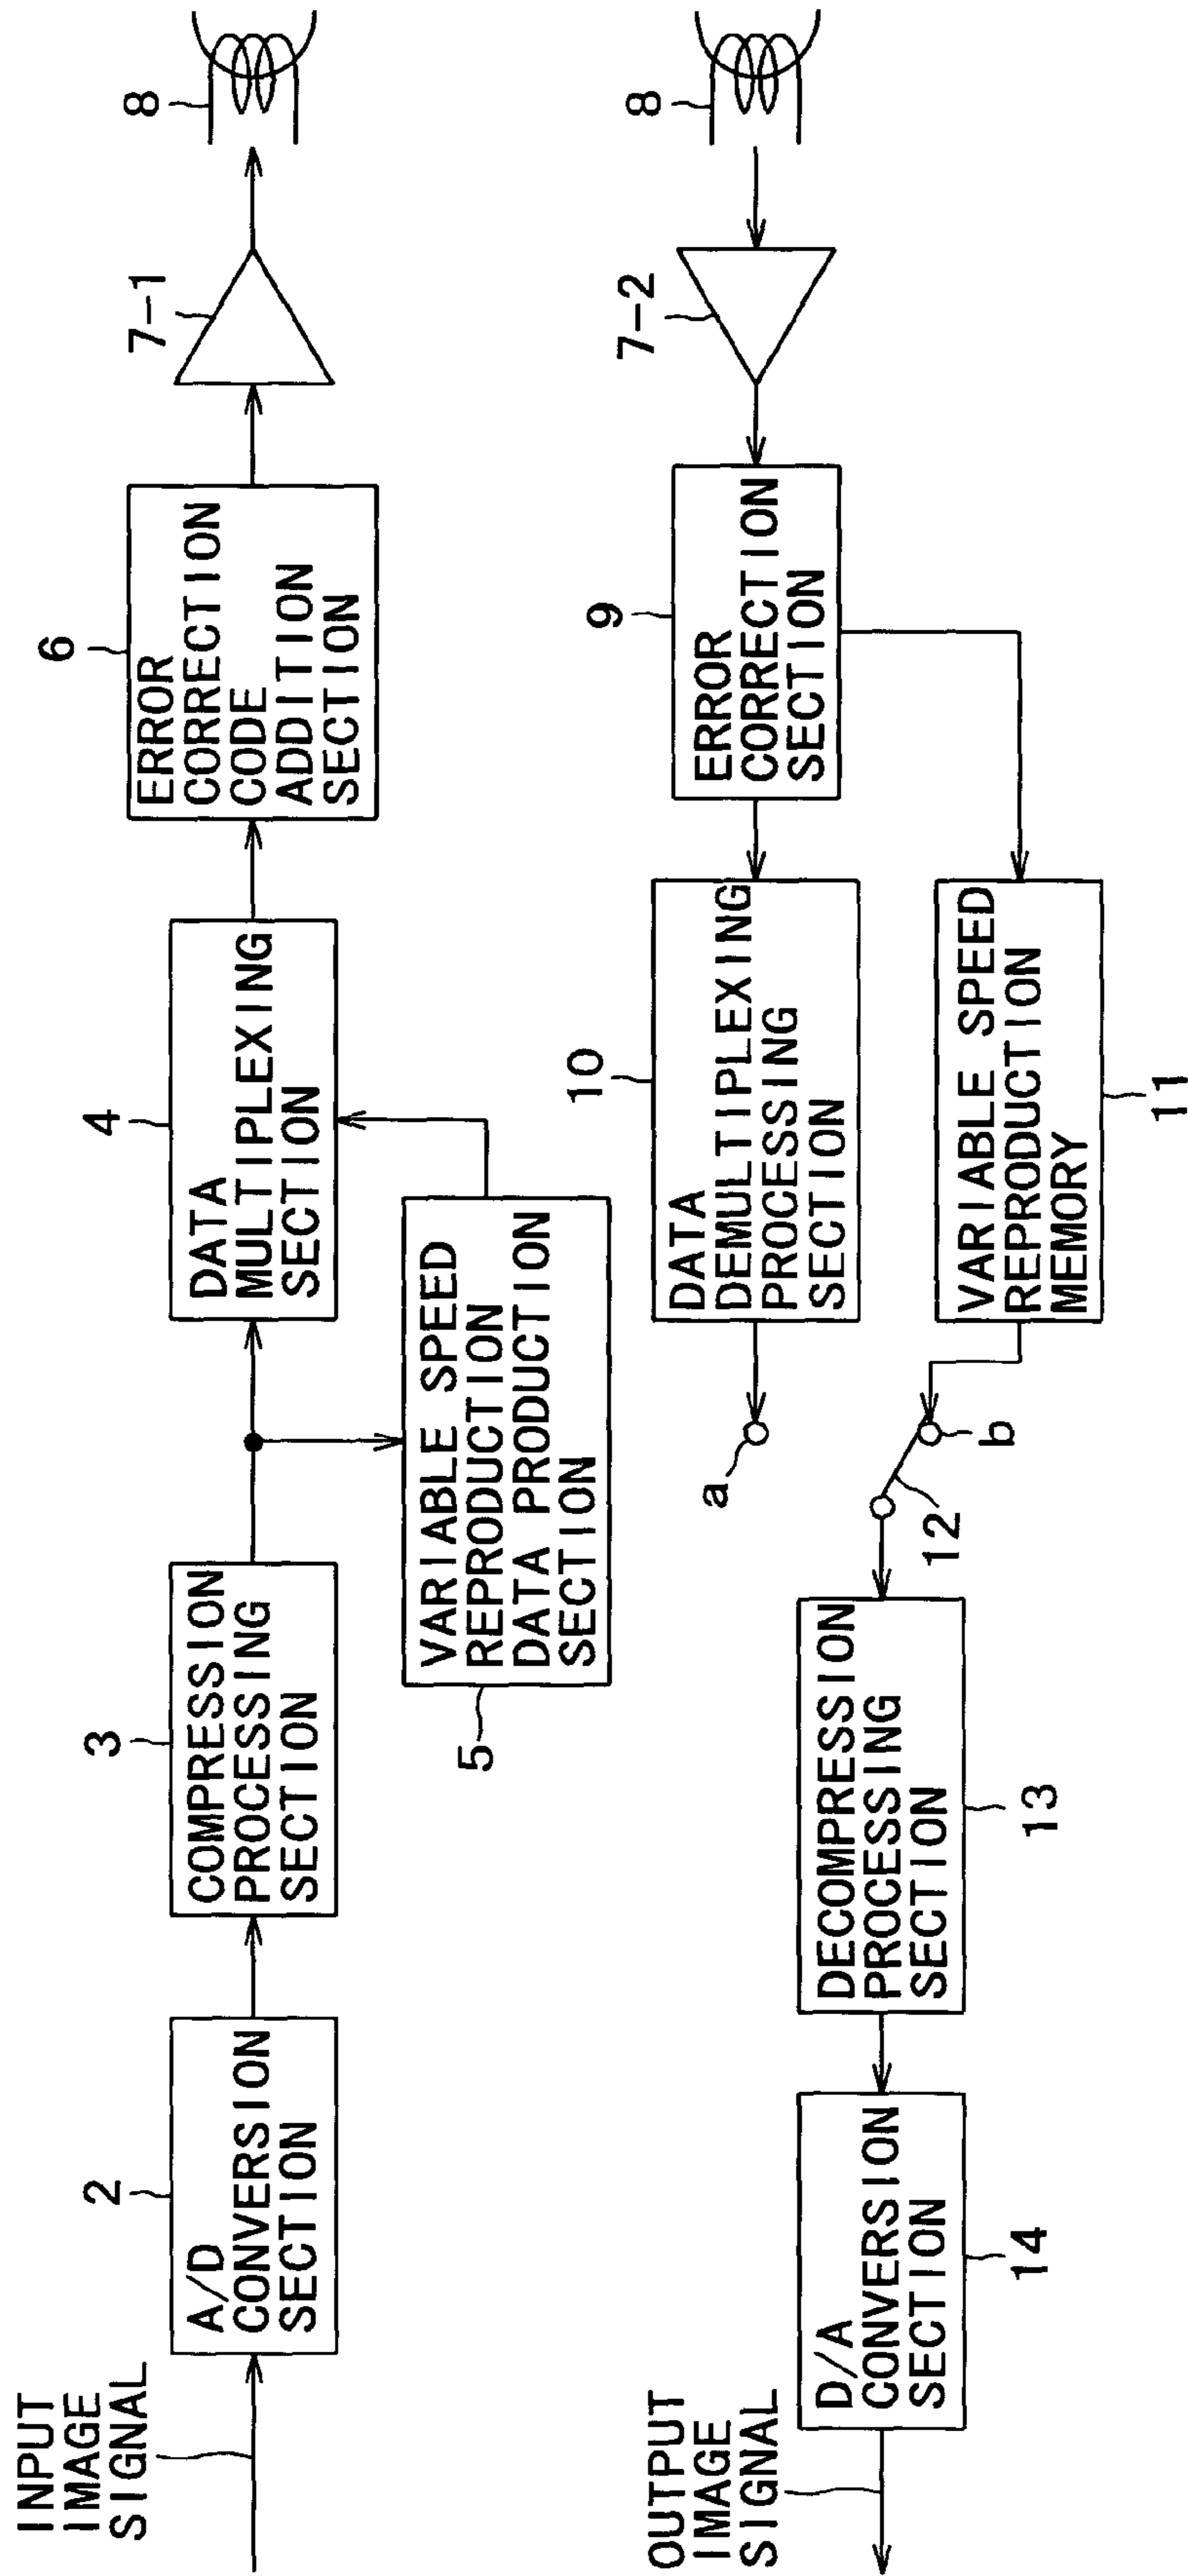 INPUT
IMAGE
SIGNAL
2
A/D
CONVERSION
SECTION
3
COMPRESSION
PROCESSING
SECTION
4
DATA
MULTIPLEXING
SECTION
5
VARIABLE SPEED
REPRODUCTION
DATA PRODUCTION
SECTION
6
ERROR
CORRECTION
CODE
ADDITION
SECTION
7-1
8
OUTPUT
IMAGE
SIGNAL
D/A
CONVERSION
SECTION
14
DECOMPRESSION
PROCESSING
SECTION
13
12
a
b
10
DATA
DEMULTIPLEXING
PROCESSING
SECTION
VARIABLE SPEED
REPRODUCTION
MEMORY
11
9
ERROR
CORRECTION
SECTION
7-2
8